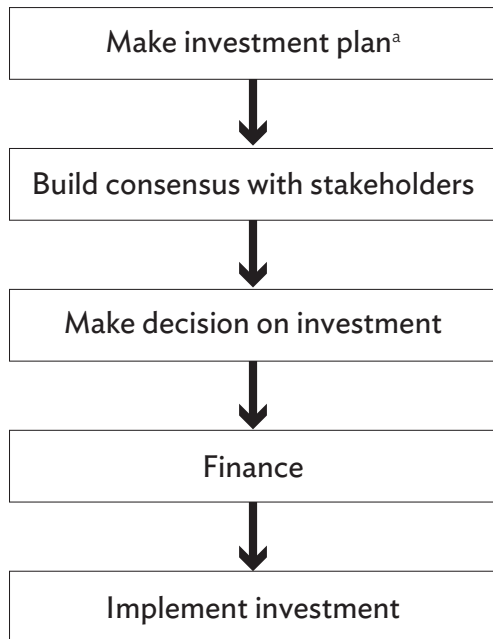 Make investment planᵃ
Build consensus with stakeholders
Make decision on investment
Finance
Implement investment